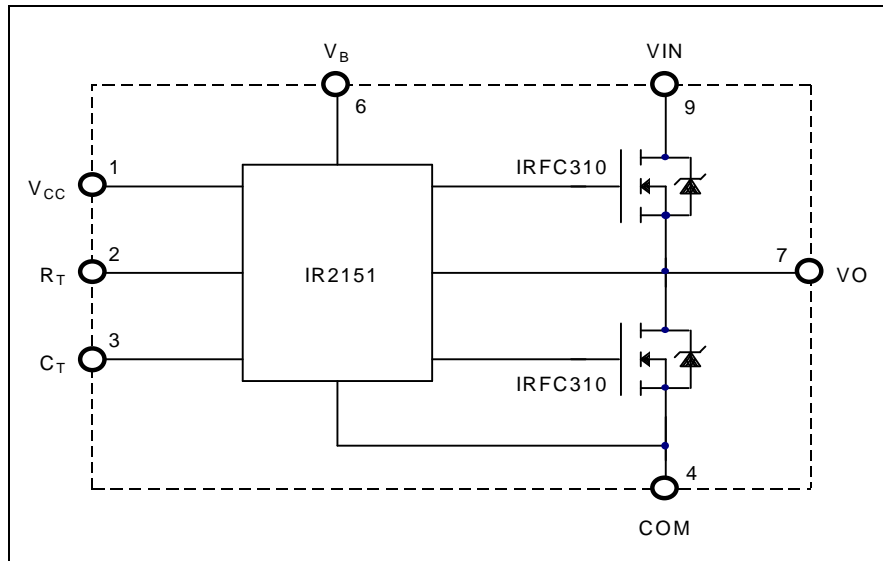 V_B
VIN
6
9
1
IRFC310
V_CC
2
7
R_T
IR2151
VO
3
C_T
IRFC310
4
COM